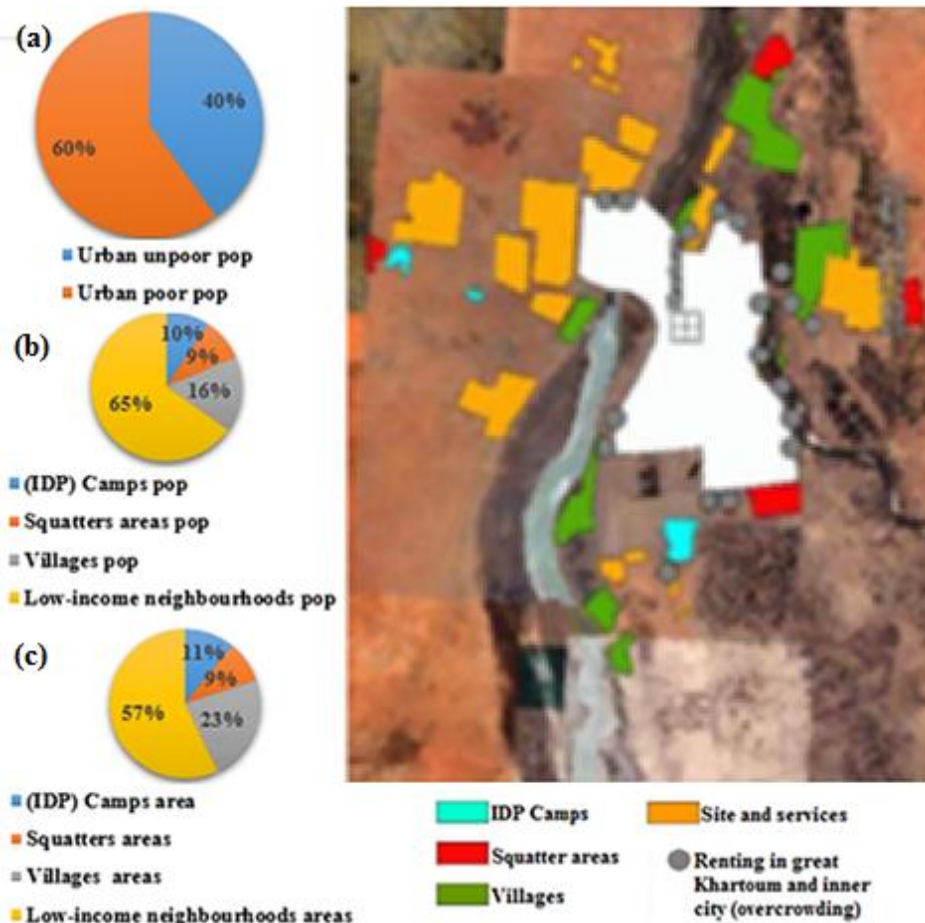 (a)
40%
60%
Urban unpoor pop
Urban poor pop
(b)
10%
9%
16%
65%
(IDP) Camps pop
Squatters areas pop
Villages pop
Low-income neighbourhoods pop
(c)
11%
9%
23%
57%
(IDP) Camps area
Squatters areas
Villages areas
Low-income neighbourhoods areas
IDP Camps
Squatter areas
Villages
Site and services
Renting in great
Khartoum and inner
city (overcrowding)